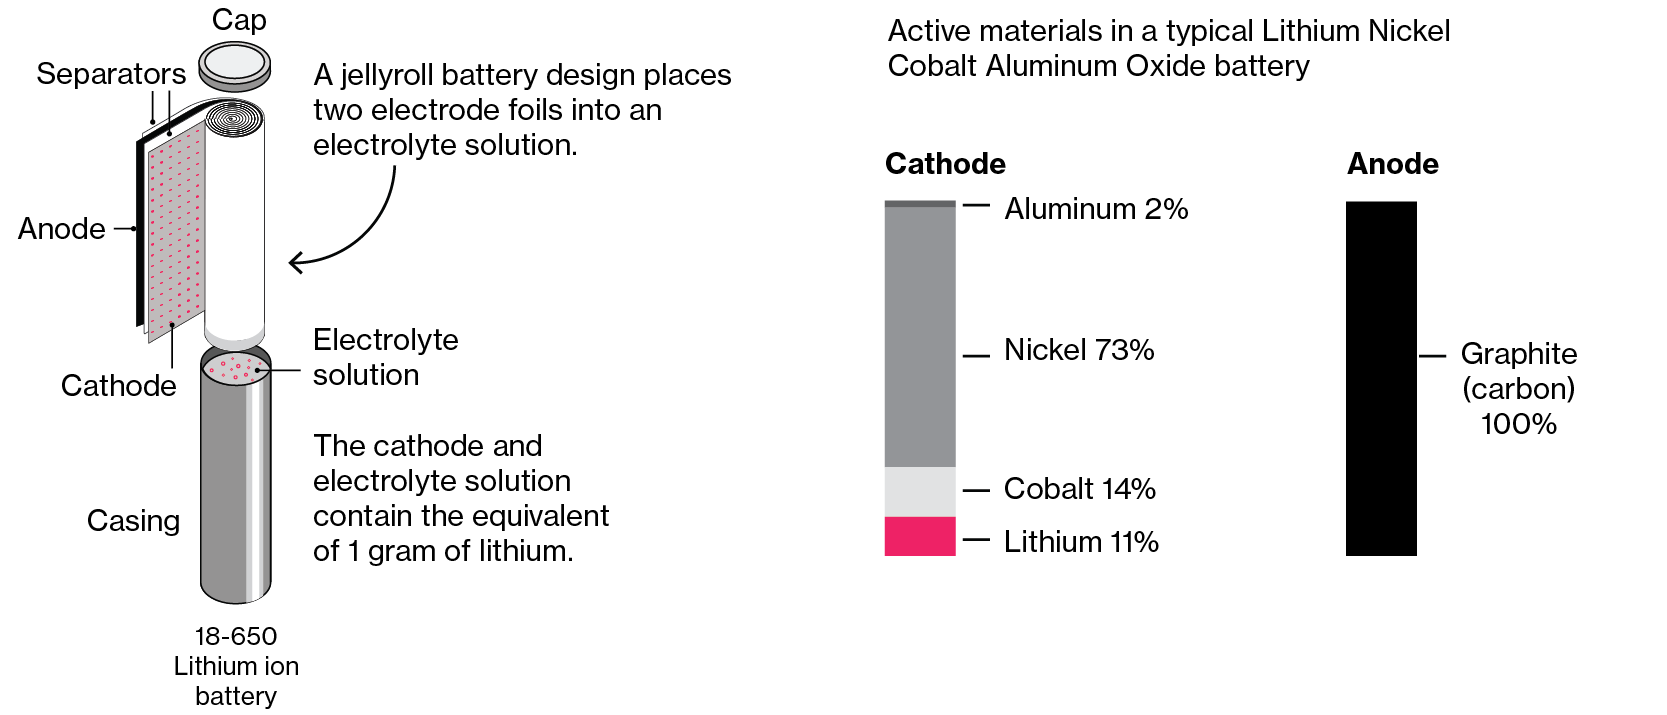 Cap
Separators
Anode
Cathode
Casing
18-650
Lithium ion
battery
A jellyroll battery design places
two electrode foils into an
electrolyte solution.
Electrolyte
solution
The cathode and
electrolyte solution
contain the equivalent
of 1 gram of lithium.
Active materials in a typical Lithium Nickel
Cobalt Aluminum Oxide battery
Cathode
Aluminum 2%
Nickel 73%
Cobalt 14%
Lithium 11%
Anode
Graphite
(carbon)
100%